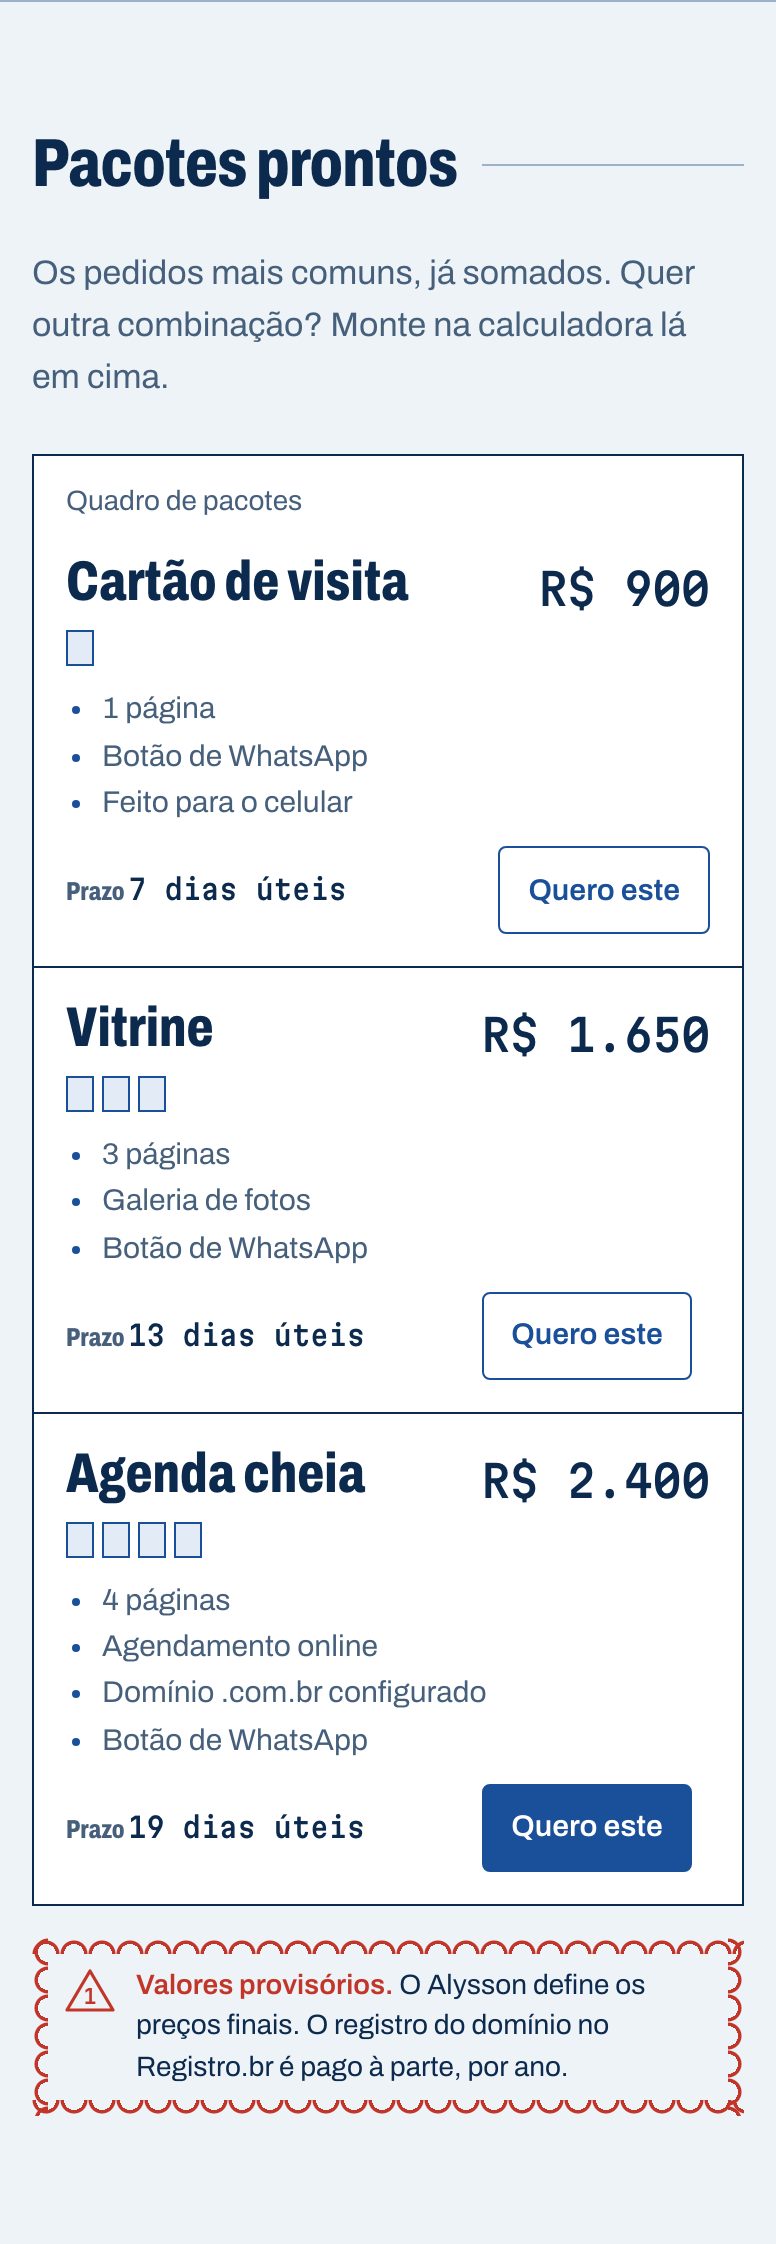 Pacotes prontos
Os pedidos mais comuns, já somados. Quer
outra combinação? Monte na calculadora lá
em cima.
Quadro de pacotes
Cartão de visita R$ 900
• 1 página
• Botão de WhatsApp
• Feito para o celular
Prazo 7 dias úteis Quero este
Vitrine R$ 1.650
• 3 páginas
• Galeria de fotos
• Botão de WhatsApp
Prazo 13 dias úteis Quero este
Agenda cheia R$ 2.400
• 4 páginas
• Agendamento online
• Domínio .com.br configurado
• Botão de WhatsApp
Prazo 19 dias úteis Quero este
1 Valores provisórios. O Alysson define os
preços finais. O registro do domínio no
Registro.br é pago à parte, por ano.